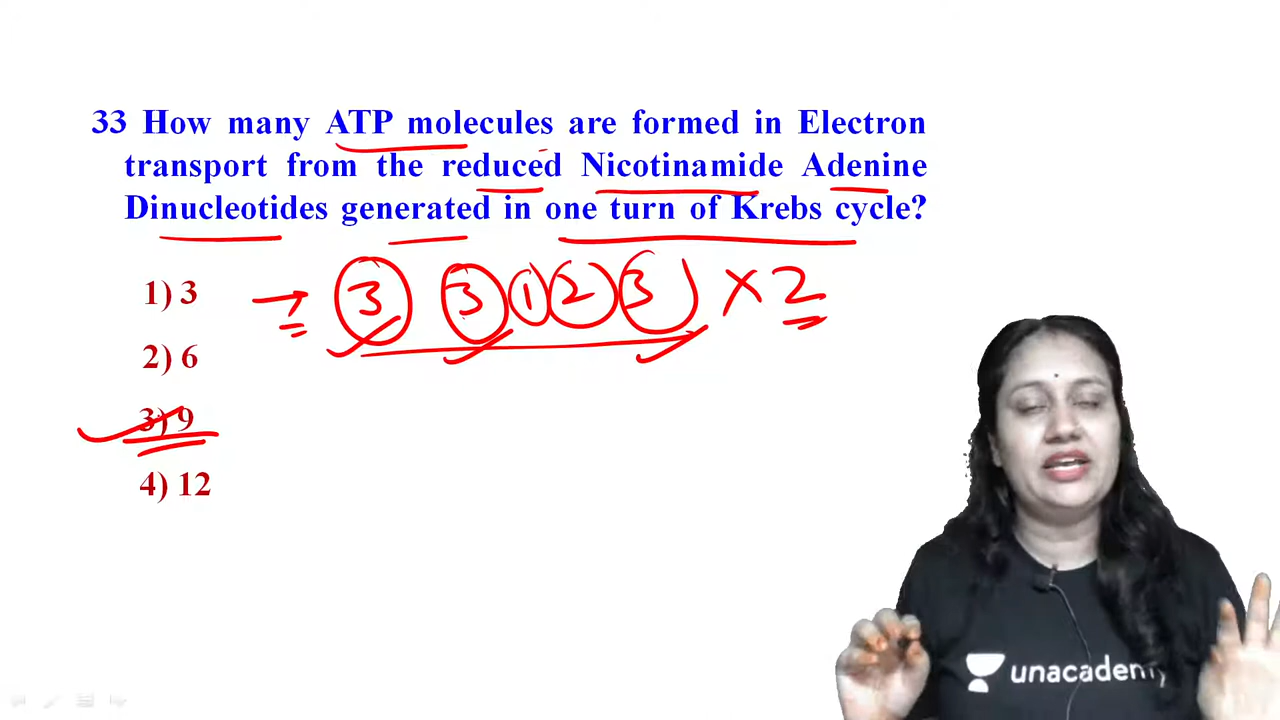 33 How many ATP molecules are formed in Electron
transport from the reduced Nicotinamide Adenine
Dinucleotides generated in one turn of Krebs cycle?
1) 3
→ 3 3 1 2 3 × 2
2) 6
3) 9
4) 12
unacademy